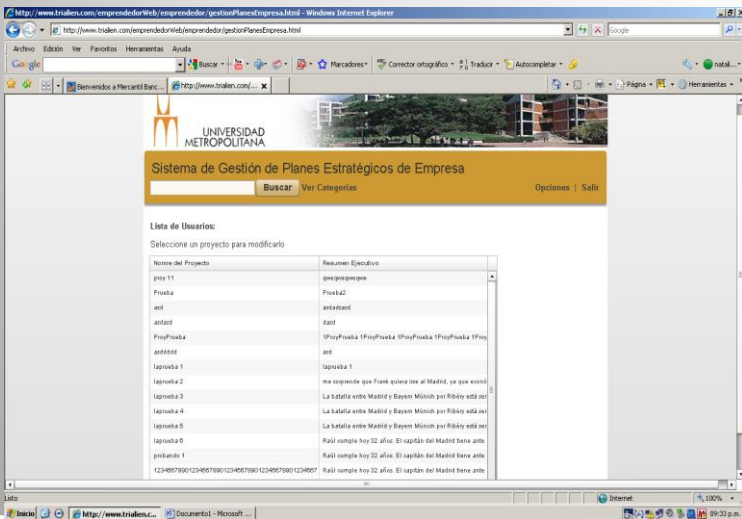 http://www.trialien.com/emprendedorWeb/emprendedor/gestionPlanesEmpresa.html - Windows Internet Explorer
http://www.trialien.com/emprendedorWeb/emprendedor/gestionPlanesEmpresa.html
Google
Archivo Edición Ver Favoritos Herramientas Ayuda
Google Buscar Marcadores Corrector ortográfico Traducir Autocompletar natali...
Bienvenidos a Mercantil Banc... http://www.trialien.com/... x Página Herramientas
UNIVERSIDAD
METROPOLITANA
Sistema de Gestión de Planes Estratégicos de Empresa
Buscar Ver Categorías Opciones | Salir
Lista de Usuarios:
Seleccione un proyecto para modificarlo
Nomre del Proyecto Resumen Ejecutivo
proy 11
Prueba Prueba2
asd
asdasd dasd
ProyPrueba 1ProyPrueba 1ProyPrueba 1ProyPrueba 1ProyPrueba 1Proy
asd
laprueba 1 laprueba 1
laprueba 2 me sorprende que Frank quiera irse al Madrid, ya que econó
laprueba 3 La batalla entre Madrid y Bayern Múnich por Ribéry está ser
laprueba 4 La batalla entre Madrid y Bayern Múnich por Ribéry está ser
laprueba 5 La batalla entre Madrid y Bayern Múnich por Ribéry está ser
laprueba 6 Raúl cumple hoy 32 años. El capitán del Madrid tiene ante
probando 1 Raúl cumple hoy 32 años. El capitán del Madrid tiene ante
Raúl cumple hoy 32 años. El capitán del Madrid tiene ante
Listo Internet 100%
Inicio http://www.trialien.c... Documento1 - Microsoft ... 09:33 p.m.